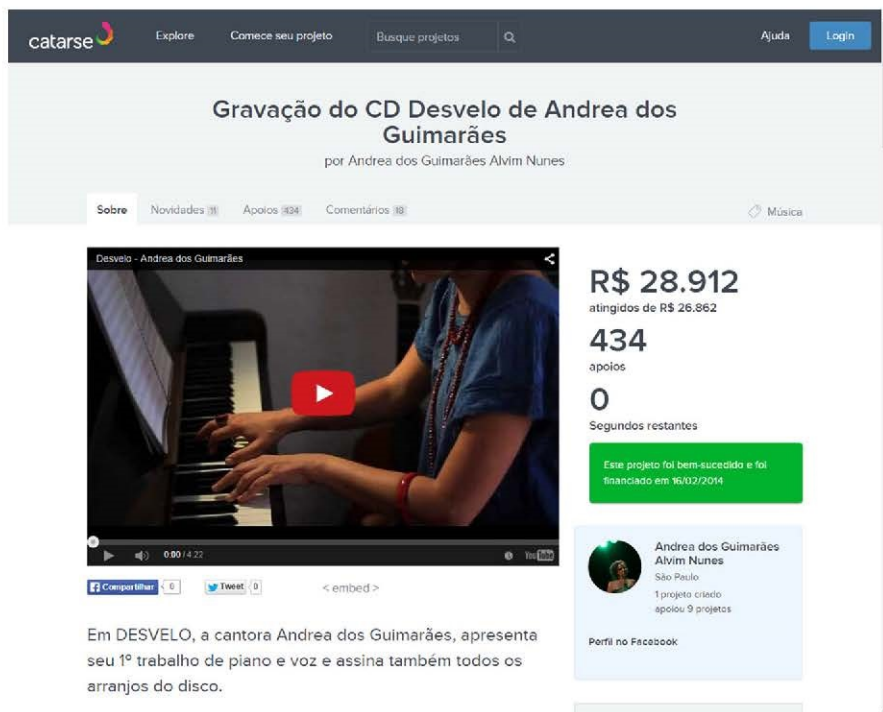 catarse
Explore
Comece seu projeto
Busque projetos
Ajuda
Login
Gravação do CD Desvelo de Andrea dos
Guimarães
por Andrea dos Guimarães Alvim Nunes
Sobre
Novidades 11
Apoios 434
Comentários 18
Música
Desvelo - Andrea dos Guimarães
0:00 / 4:22
YouTube
Compartilhar 0
Tweet 0
< embed >
Em DESVELO, a cantora Andrea dos Guimarães, apresenta
seu 1º trabalho de piano e voz e assina também todos os
arranjos do disco.
R$ 28.912
atingidos de R$ 26.862
434
apoios
0
Segundos restantes
Este projeto foi bem-sucedido e foi
financiado em 16/02/2014
Andrea dos Guimarães
Alvim Nunes
São Paulo
1 projeto criado
apoiou 9 projetos
Perfil no Facebook